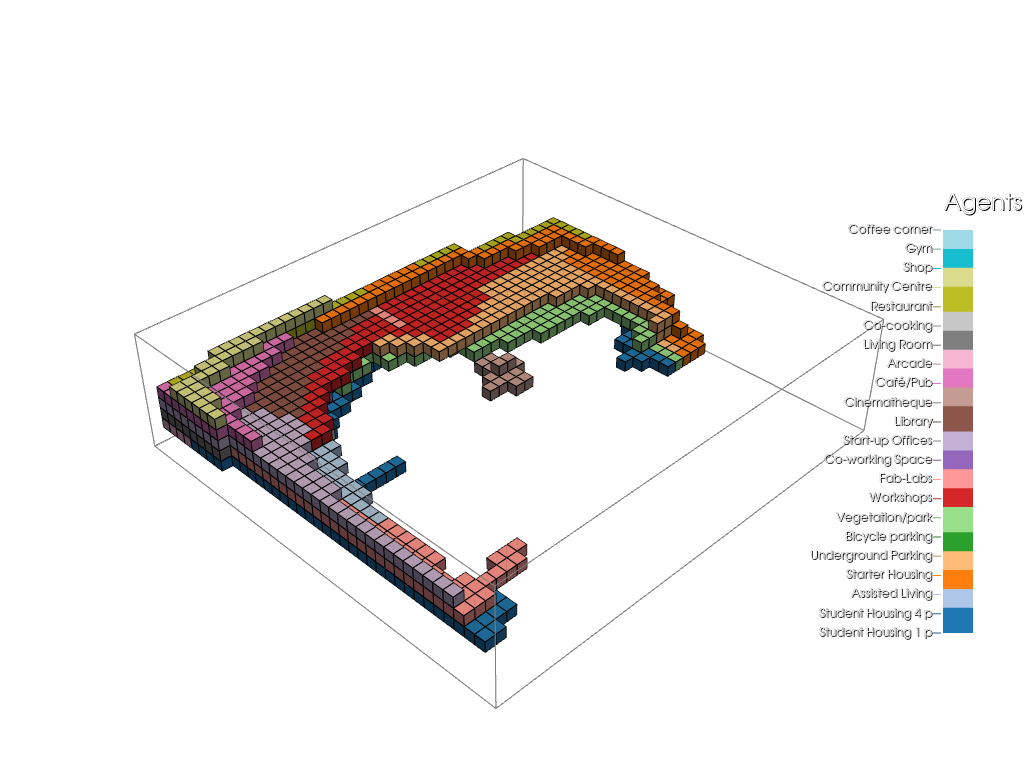 Agents
Coffee corner
Gym
Shop
Community Centre
Restaurant
Co-cooking
Living Room
Arcade
Café/Pub
Cinematheque
Library
Start-up Offices
Co-working Space
Fab-Labs
Workshops
Vegetation/park
Bicycle parking
Underground Parking
Starter Housing
Assisted Living
Student Housing 4 p
Student Housing 1 p